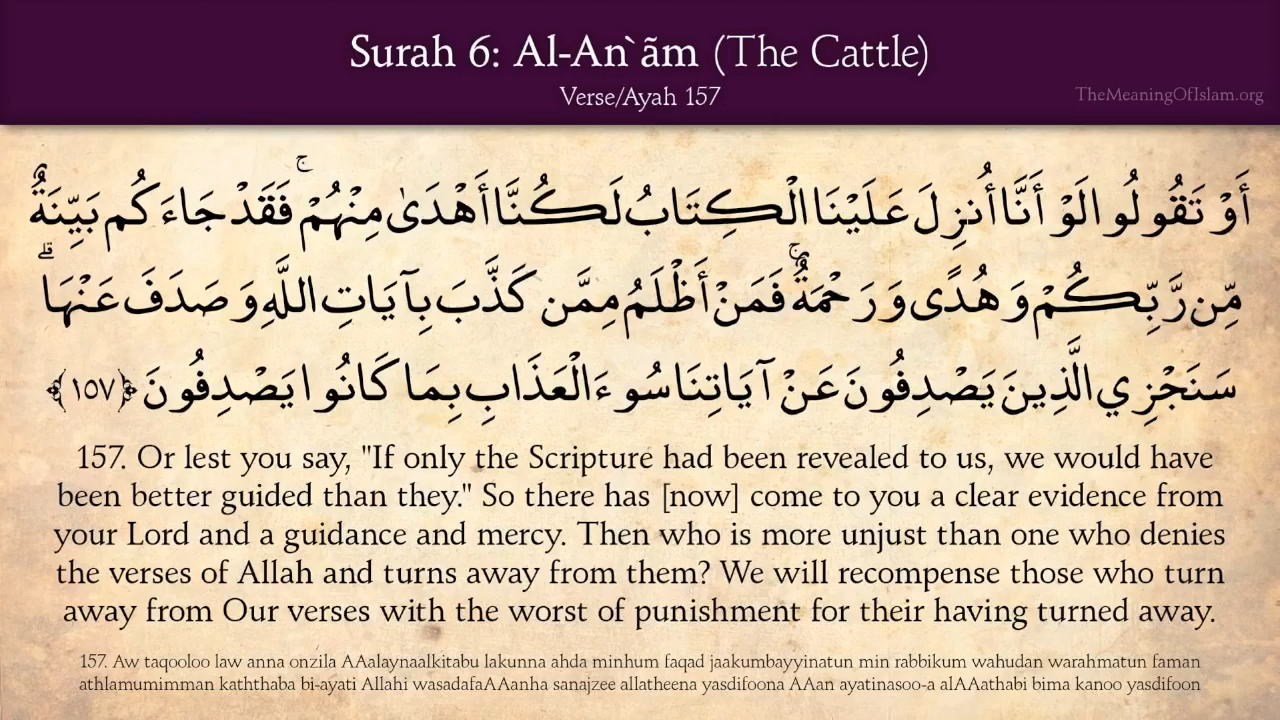 Surah 6: Al-An`ãm (The Cattle)
Verse/Ayah 157
TheMeaningOfIslam.org
أَوْ تَقُولُوا لَوْ أَنَّا أُنزِلَ عَلَيْنَا الْكِتَابُ لَكُنَّا أَهْدَىٰ مِنْهُمْ ۚ فَقَدْ جَاءَكُم بَيِّنَةٌ
مِّن رَّبِّكُمْ وَهُدًى وَرَحْمَةٌ ۚ فَمَنْ أَظْلَمُ مِمَّن كَذَّبَ بِآيَاتِ اللَّهِ وَصَدَفَ عَنْهَا ۗ
سَنَجْزِي الَّذِينَ يَصْدِفُونَ عَنْ آيَاتِنَا سُوءَ الْعَذَابِ بِمَا كَانُوا يَصْدِفُونَ ﴿١٥٧﴾
157. Or lest you say, "If only the Scripture had been revealed to us, we would have
been better guided than they." So there has [now] come to you a clear evidence from
your Lord and a guidance and mercy. Then who is more unjust than one who denies
the verses of Allah and turns away from them? We will recompense those who turn
away from Our verses with the worst of punishment for their having turned away.
157. Aw taqooloo law anna onzila AAalaynaalkitabu lakunna ahda minhum faqad jaakumbayyinatun min rabbikum wahudan warahmatun faman
athlamumimman kaththaba bi-ayati Allahi wasadafaAAanha sanajzee allatheena yasdifoona AAan ayatinasoo-a alAAathabi bima kanoo yasdifoon